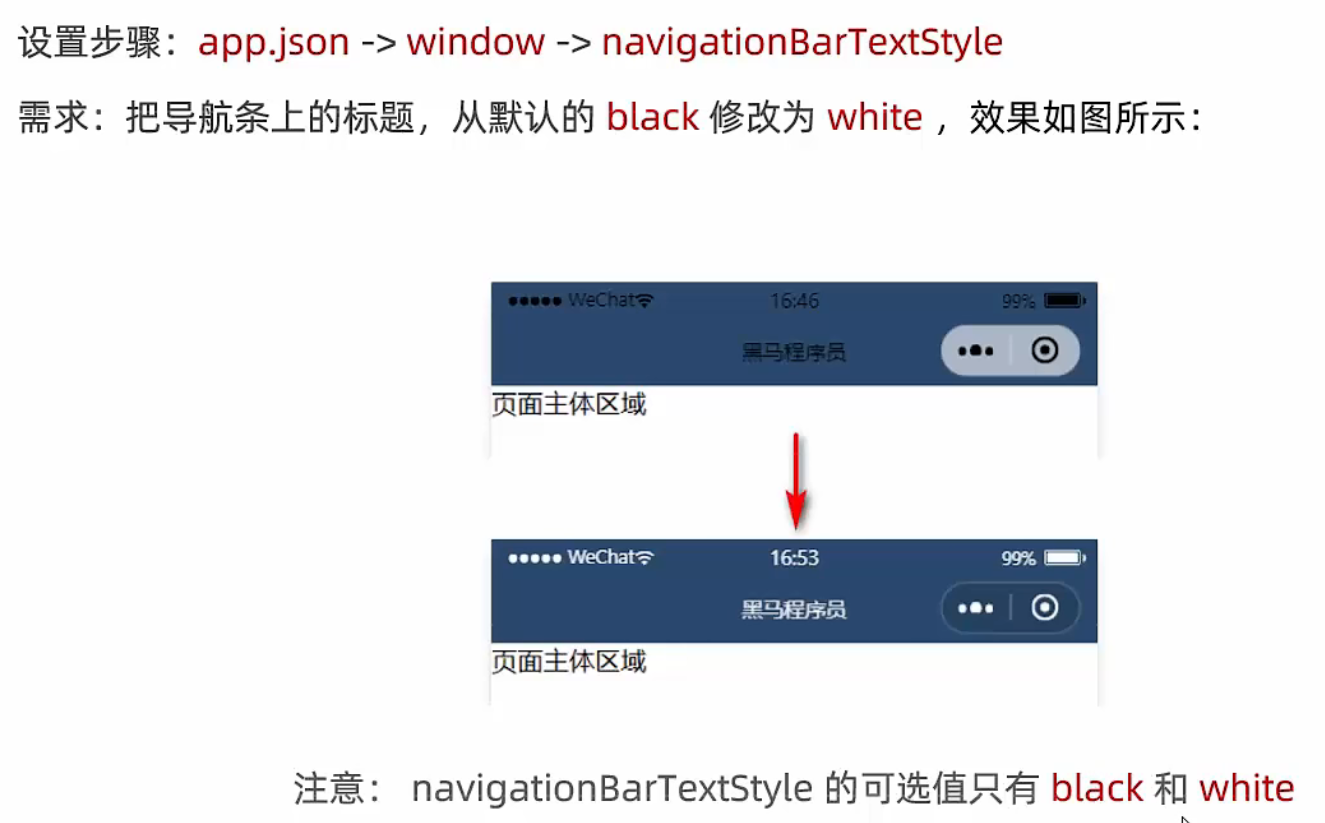 设置步骤：app.json -> window -> navigationBarTextStyle
需求：把导航条上的标题，从默认的 black 修改为 white ，效果如图所示：
WeChat 16:46 99%
黑马程序员
页面主体区域
WeChat 16:53 99%
黑马程序员
页面主体区域
注意： navigationBarTextStyle 的可选值只有 black 和 white